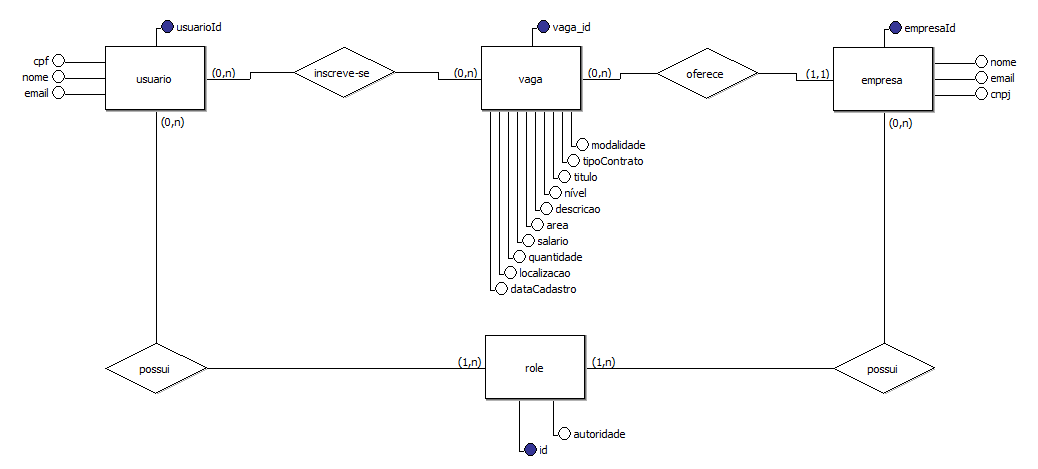 usuarioId
vaga_id
empresaId
cpf
nome
email
usuario
(0,n)
inscreve-se
(0,n)
vaga
(0,n)
oferece
(1,1)
empresa
nome
email
cnpj
(0,n)
(0,n)
modalidade
tipoContrato
titulo
nível
descricao
area
salario
quantidade
localizacao
dataCadastro
possui
(1,n)
role
(1,n)
possui
autoridade
id